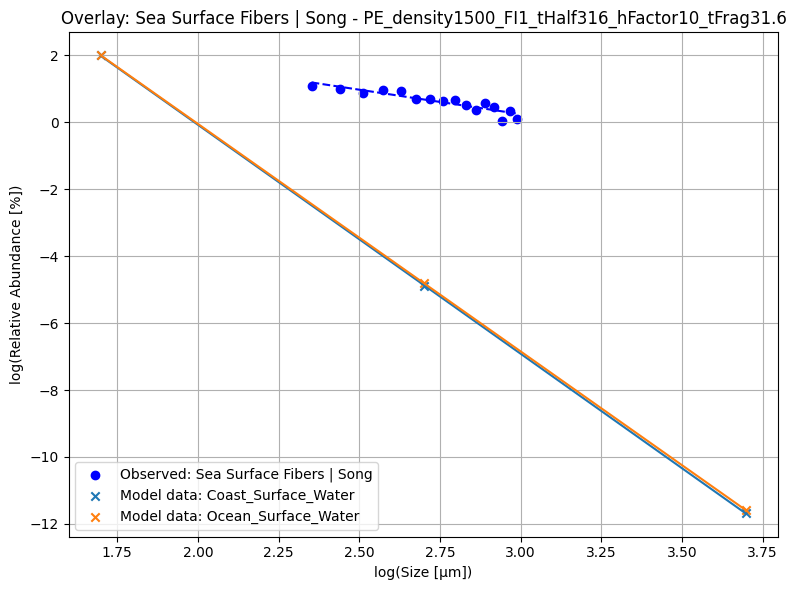 Overlay: Sea Surface Fibers | Song - PE_density1500_FI1_tHalf316_hFactor10_tFrag31.6
log(Relative Abundance [%])
2
0
−2
−4
−6
−8
−10
−12
Observed: Sea Surface Fibers | Song
Model data: Coast_Surface_Water
Model data: Ocean_Surface_Water
1.75 2.00 2.25 2.50 2.75 3.00 3.25 3.50 3.75
log(Size [μm])